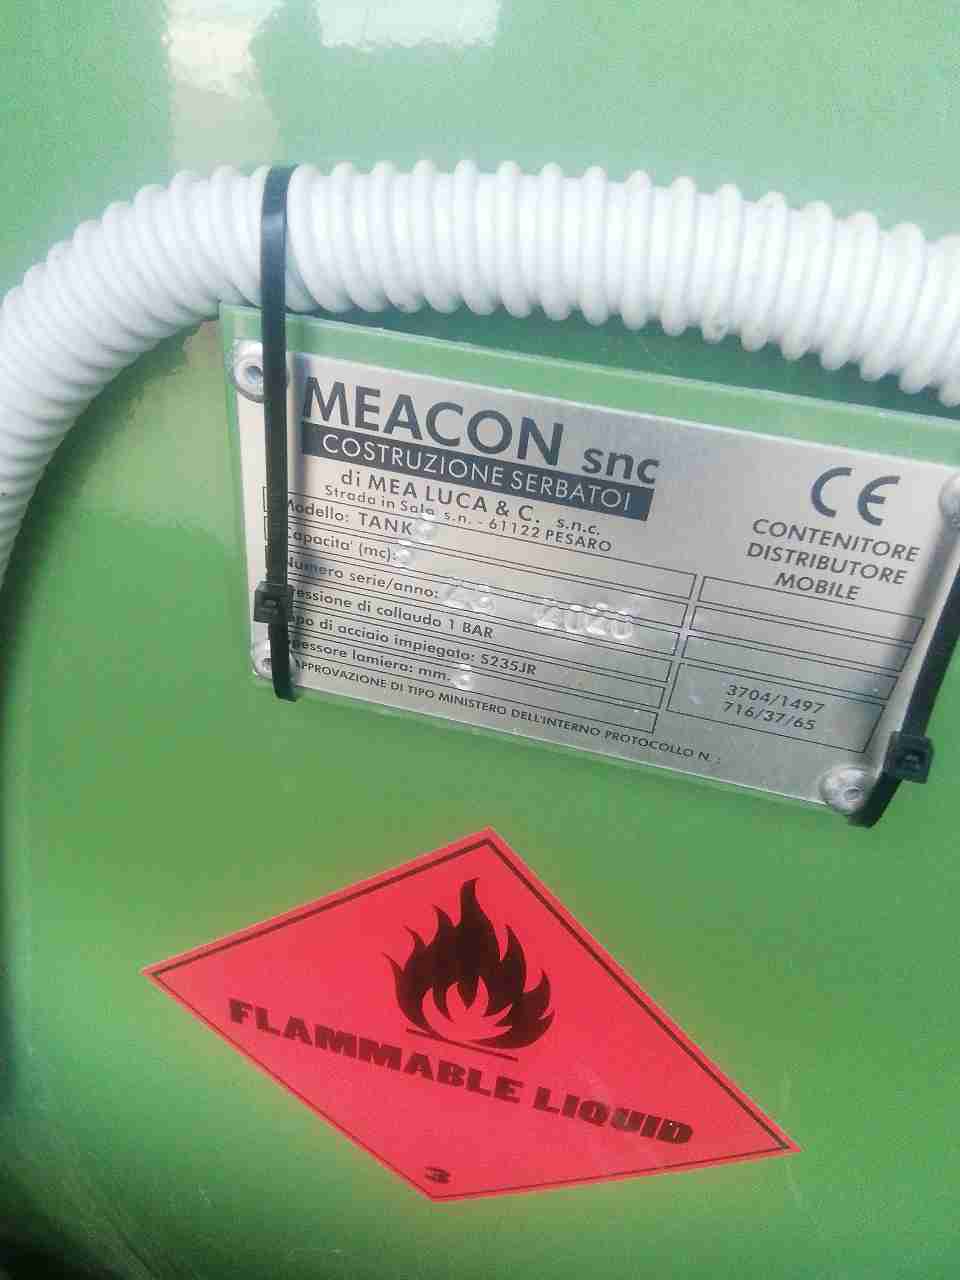 MEACON snc
COSTRUZIONE SERBATOI
di MEA LUCA & C. s.n.c.
Strada in Sala, s.n. - 61122 PESARO
CE
CONTENITORE
DISTRIBUTORE
MOBILE
Modello: TANK
Capacita' (mc):
Numero serie/anno: 2020
Pressione di collaudo 1 BAR
Tipo di acciaio impiegato: S235JR
Spessore lamiera: mm.
APPROVAZIONE DI TIPO MINISTERO DELL'INTERNO PROTOCOLLO N. :
3704/1497
716/37/65
FLAMMABLE LIQUID
3